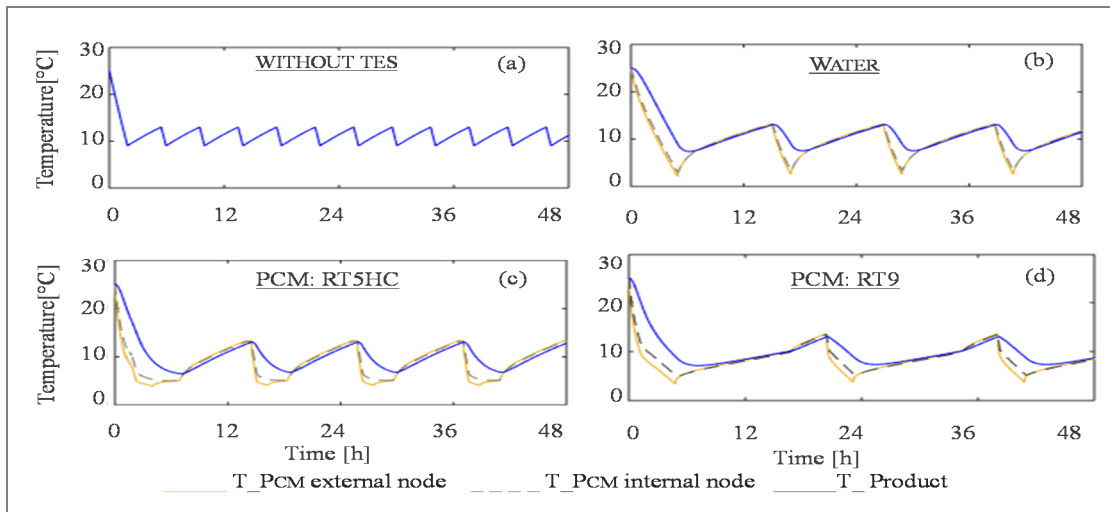 Temperature[°C]
30
20
10
0
WITHOUT TES
(a)
0 12 24 36 48
30
20
10
0
WATER
(b)
0 12 24 36 48
Temperature[°C]
30
20
10
0
PCM: RT5HC
(c)
0 12 24 36 48
Time [h]
30
20
10
0
PCM: RT9
(d)
0 12 24 36 48
Time [h]
T_PCM external node T_PCM internal node T_ Product